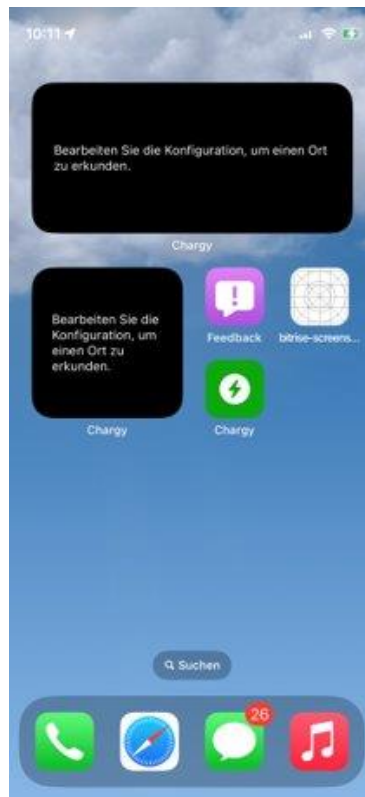 10:11
Bearbeiten Sie die Konfiguration, um einen Ort
zu erkunden.
Chargy
Bearbeiten Sie die
Konfiguration, um
einen Ort zu
erkunden.
Chargy
Feedback
bitrise-screens...
Chargy
Suchen
26